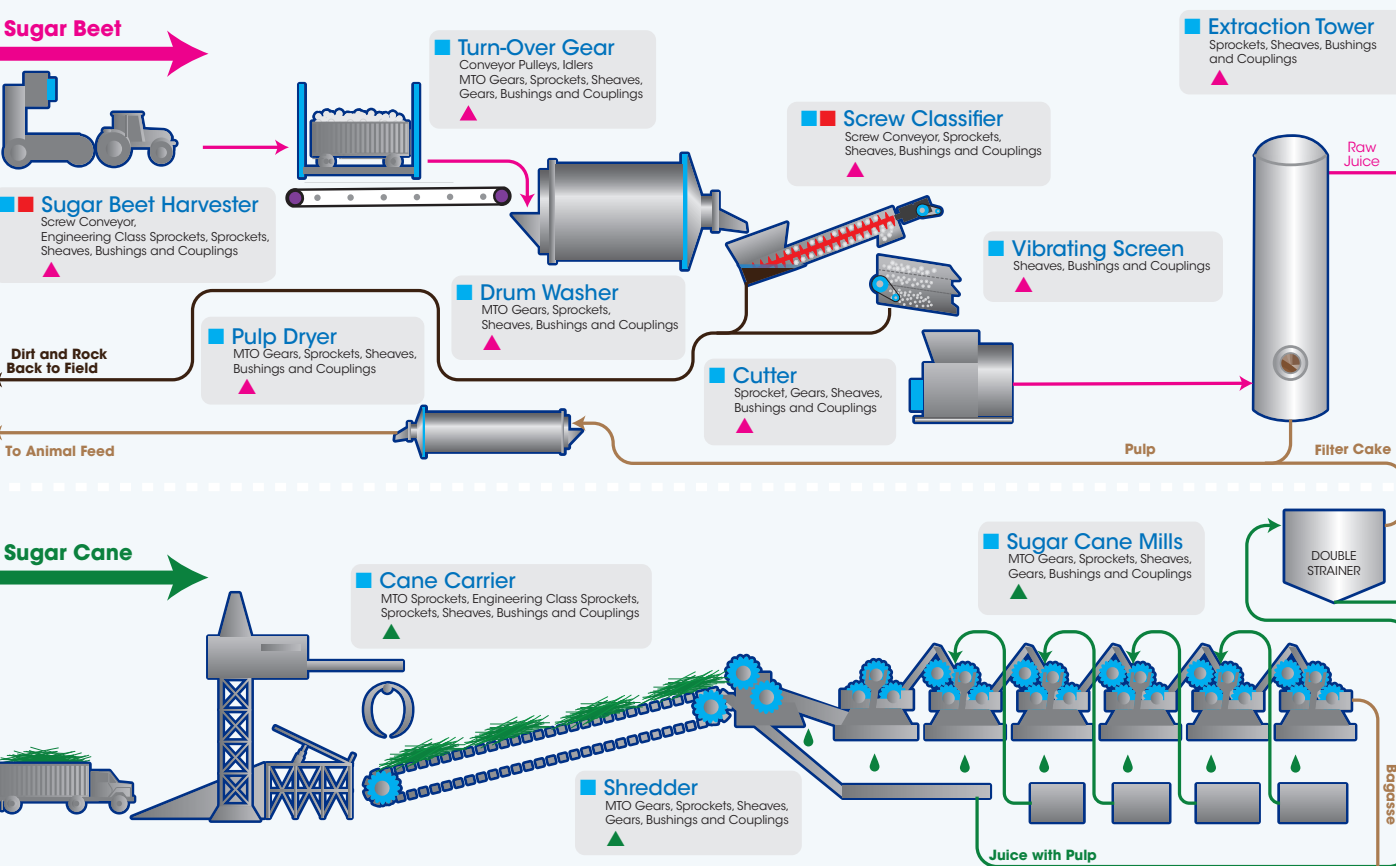 Sugar Beet
Turn-Over Gear
Conveyor Pulleys, Idlers
MTO Gears, Sprockets, Sheaves,
Gears, Bushings and Couplings
Extraction Tower
Sprockets, Sheaves, Bushings
and Couplings
Screw Classifier
Screw Conveyor, Sprockets,
Sheaves, Bushings and Couplings
Raw
Juice
Sugar Beet Harvester
Screw Conveyor,
Engineering Class Sprockets, Sprockets,
Sheaves, Bushings and Couplings
Vibrating Screen
Sheaves, Bushings and Couplings
Drum Washer
MTO Gears, Sprockets,
Sheaves, Bushings and Couplings
Pulp Dryer
MTO Gears, Sprockets, Sheaves,
Bushings and Couplings
Dirt and Rock
Back to Field
Cutter
Sprocket, Gears, Sheaves,
Bushings and Couplings
To Animal Feed
Pulp
Filter Cake
Sugar Cane
Sugar Cane Mills
MTO Gears, Sprockets, Sheaves,
Gears, Bushings and Couplings
DOUBLE
STRAINER
Cane Carrier
MTO Sprockets, Engineering Class Sprockets,
Sprockets, Sheaves, Bushings and Couplings
Shredder
MTO Gears, Sprockets, Sheaves,
Gears, Bushings and Couplings
Bagasse
Juice with Pulp